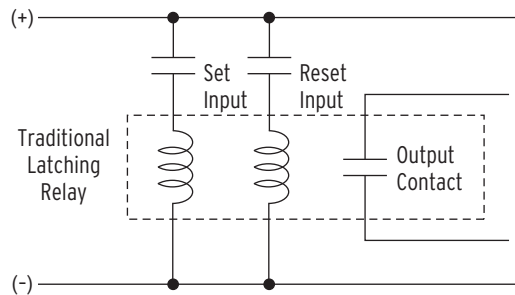 (+)
Set
Input
Reset
Input
Traditional
Latching
Relay
Output
Contact
(–)